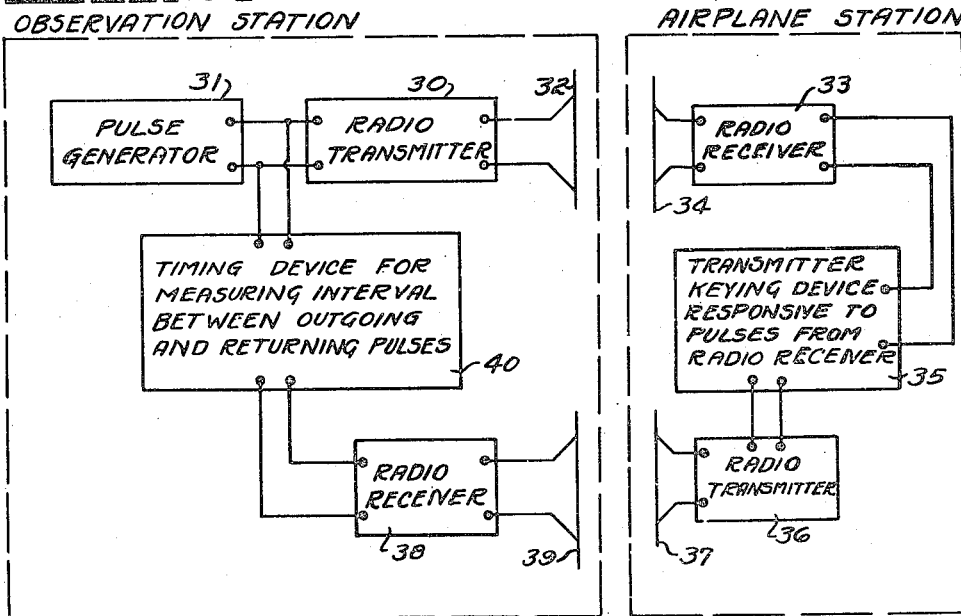 OBSERVATION STATION
AIRPLANE STATION
31
PULSE
GENERATOR
30
RADIO
TRANSMITTER
32
33
RADIO
RECEIVER
34
TIMING DEVICE FOR
MEASURING INTERVAL
BETWEEN OUTGOING
AND RETURNING PULSES
40
TRANSMITTER
KEYING DEVICE
RESPONSIVE TO
PULSES FROM
RADIO RECEIVER
35
RADIO
RECEIVER
38
39
RADIO
TRANSMITTER
36
37